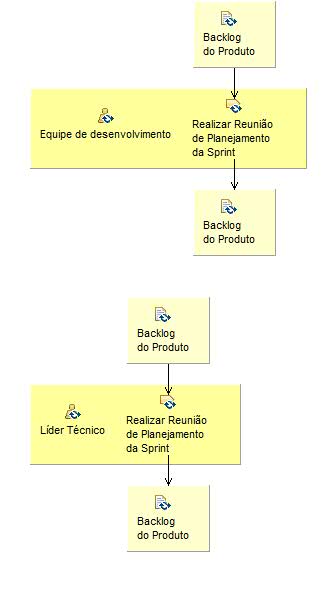 Backlog
do Produto
Equipe de desenvolvimento
Realizar Reunião
de Planejamento
da Sprint
Backlog
do Produto
Backlog
do Produto
Líder Técnico
Realizar Reunião
de Planejamento
da Sprint
Backlog
do Produto